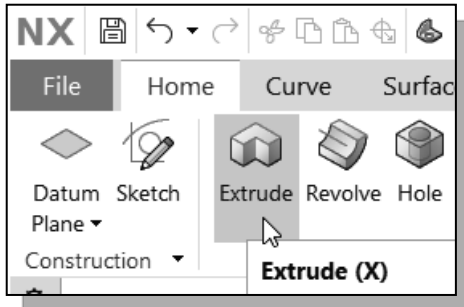 NX
File Home Curve Surfac
Datum Plane Sketch Extrude Revolve Hole
Construction
Extrude (X)